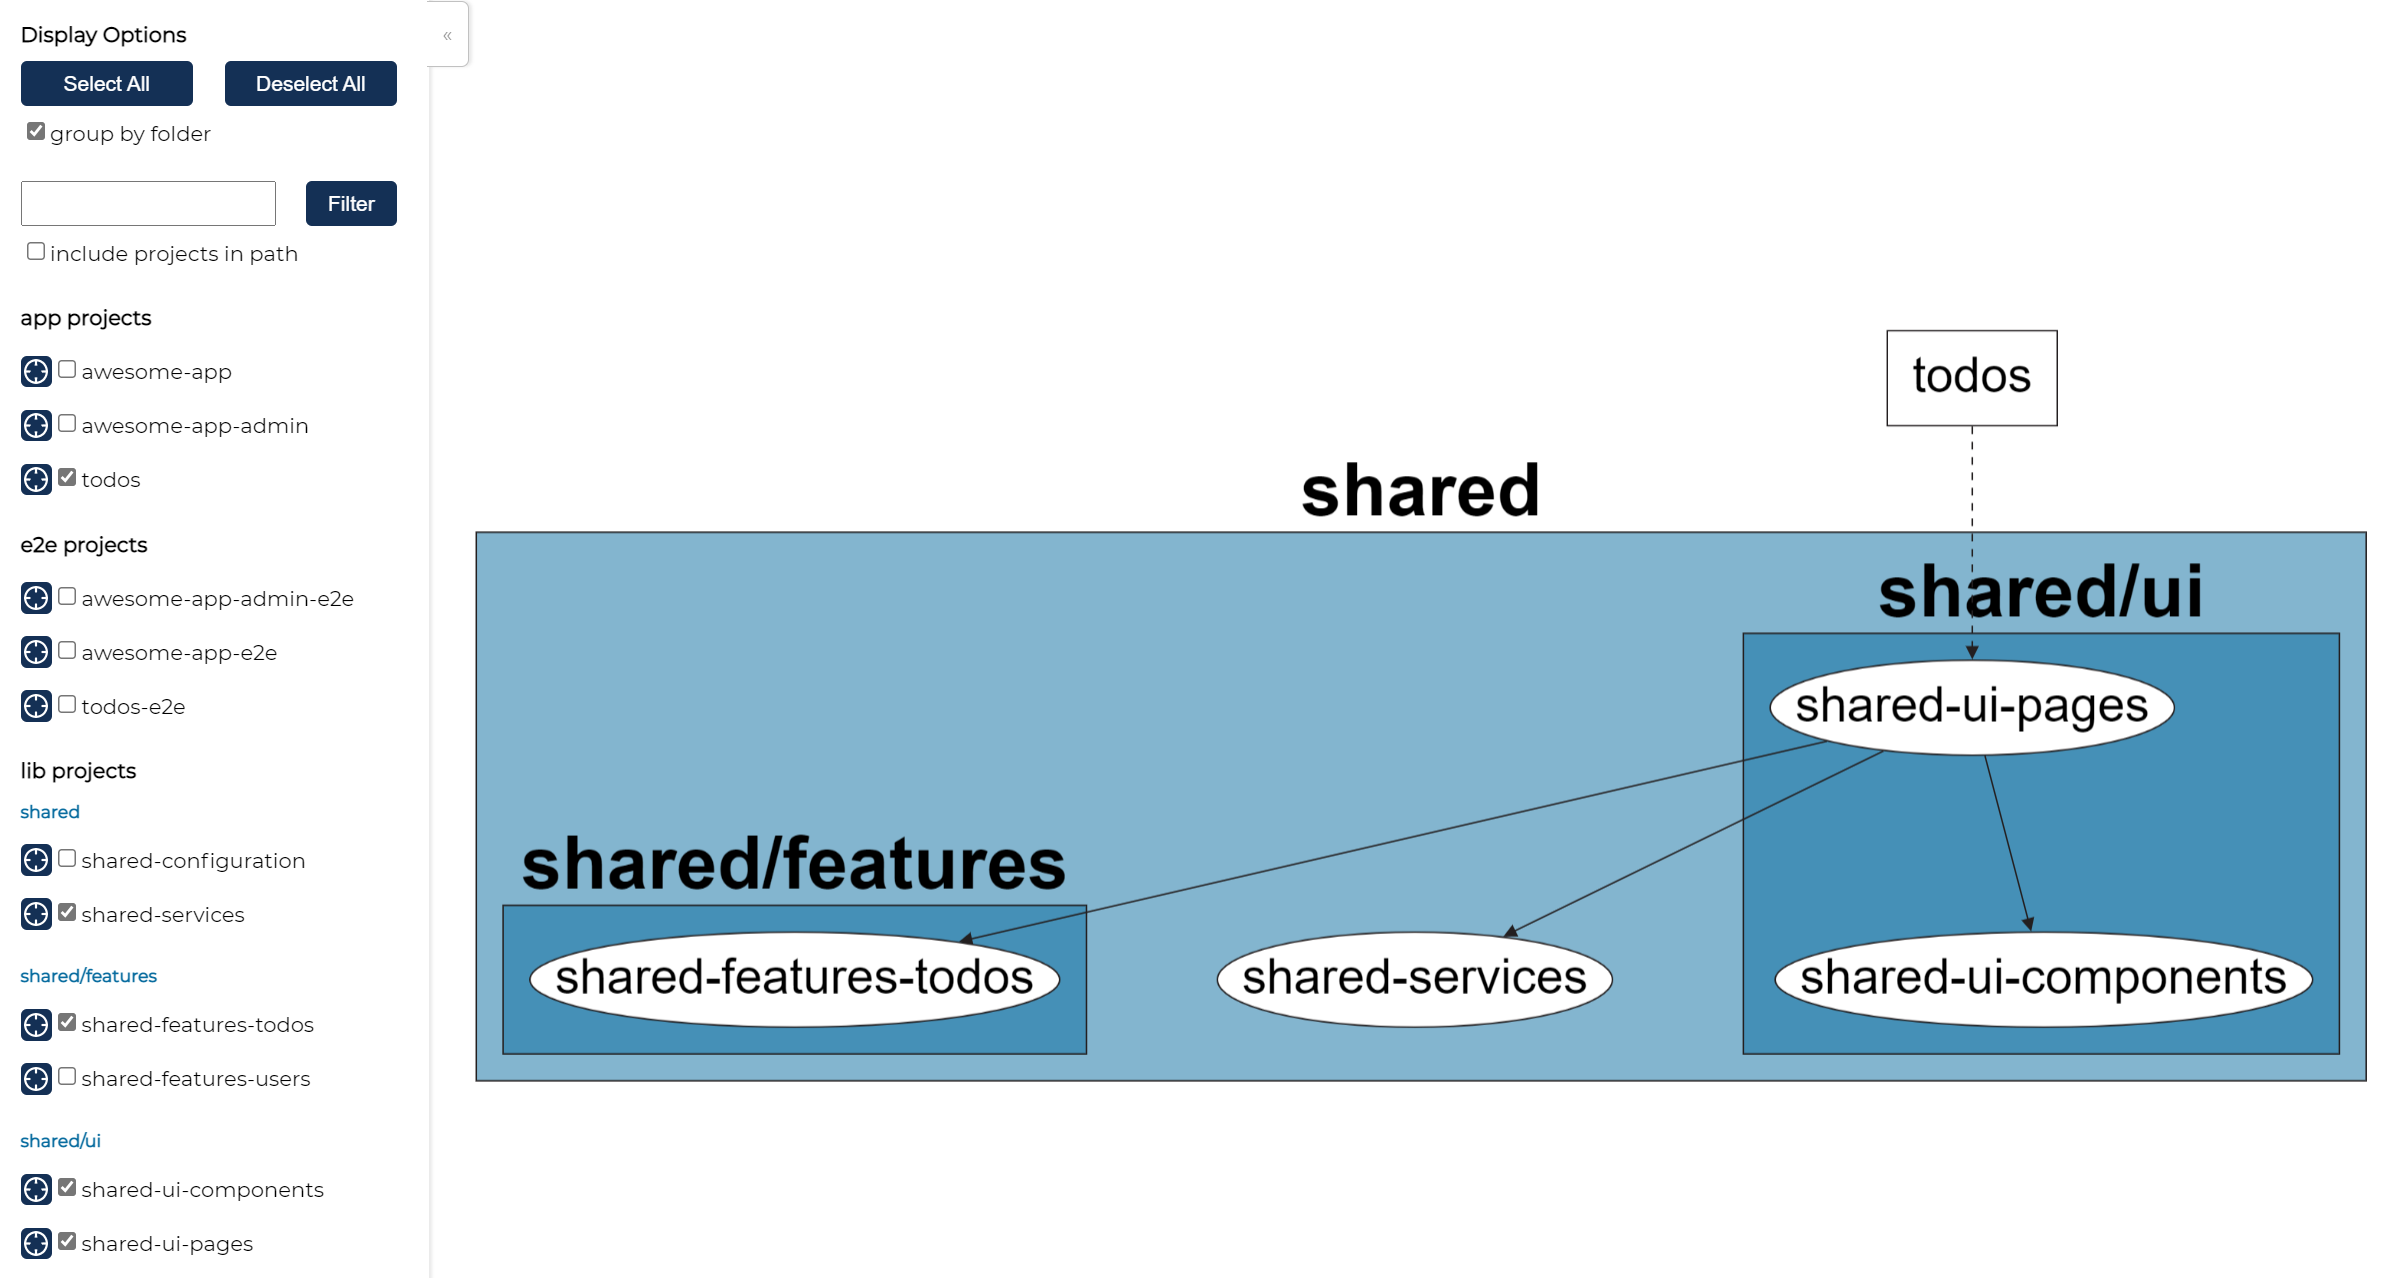 Display Options
«
Select All
Deselect All
group by folder
Filter
include projects in path
app projects
awesome-app
awesome-app-admin
todos
e2e projects
awesome-app-admin-e2e
awesome-app-e2e
todos-e2e
lib projects
shared
shared-configuration
shared-services
shared/features
shared-features-todos
shared-features-users
shared/ui
shared-ui-components
shared-ui-pages
todos
shared
shared/ui
shared-ui-pages
shared/features
shared-features-todos
shared-services
shared-ui-components